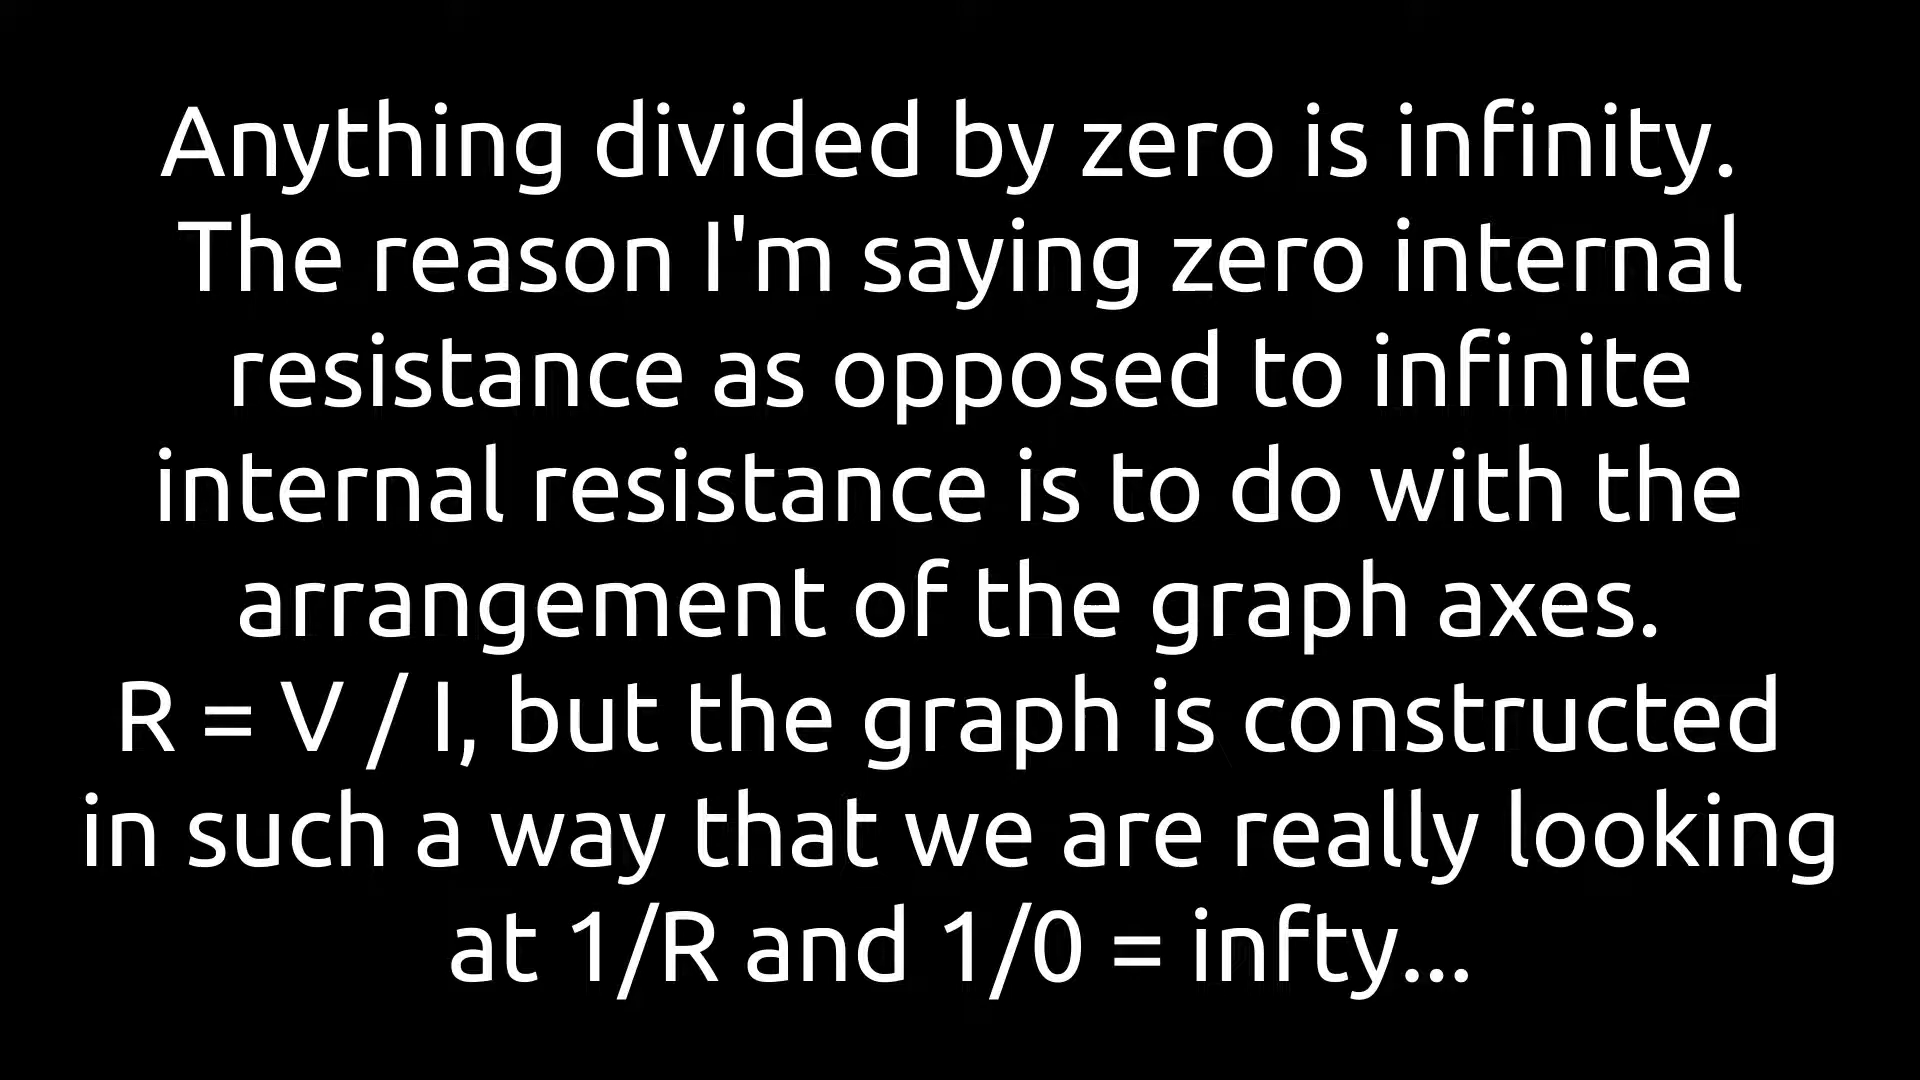 Anything divided by zero is infinity.
The reason I'm saying zero internal
resistance as opposed to infinite
internal resistance is to do with the
arrangement of the graph axes.
R = V / I, but the graph is constructed
in such a way that we are really looking
at 1/R and 1/0 = infty...